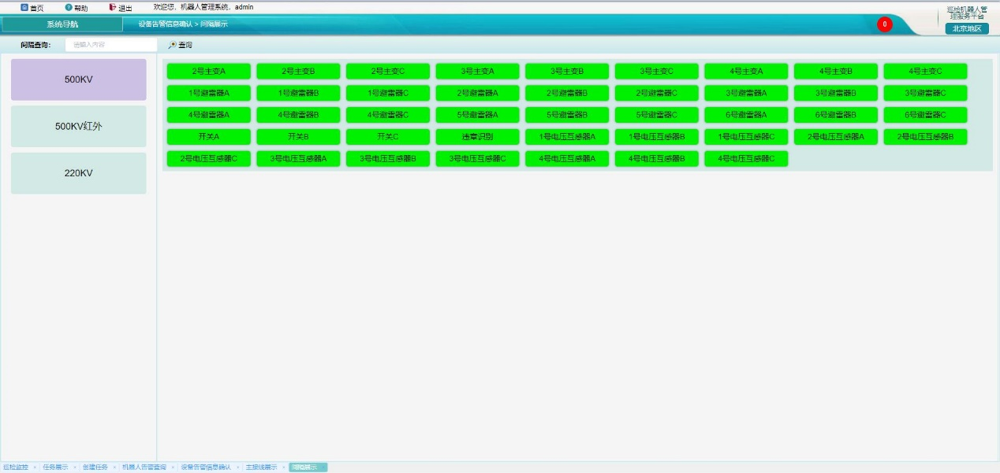 首页 帮助 退出 欢迎您，机器人管理系统，admin
巡检机器人管
理服务平台
北京地区
系统导航 设备告警信息确认 > 间隔展示 0
间隔查询： 请输入内容 查询
500KV
500KV红外
220KV
2号主变A 2号主变B 2号主变C 3号主变A 3号主变B 3号主变C 4号主变A 4号主变B 4号主变C
1号避雷器A 1号避雷器B 1号避雷器C 2号避雷器A 2号避雷器B 2号避雷器C 3号避雷器A 3号避雷器B 3号避雷器C
4号避雷器A 4号避雷器B 4号避雷器C 5号避雷器A 5号避雷器B 5号避雷器C 6号避雷器A 6号避雷器B 6号避雷器C
开关A 开关B 开关C 违章识别 1号电压互感器A 1号电压互感器B 1号电压互感器C 2号电压互感器A 2号电压互感器B
2号电压互感器C 3号电压互感器A 3号电压互感器B 3号电压互感器C 4号电压互感器A 4号电压互感器B 4号电压互感器C
巡检监控 × 任务展示 × 创建任务 × 机器人告警查询 × 设备告警信息确认 × 主接线展示 × 间隔展示 ×